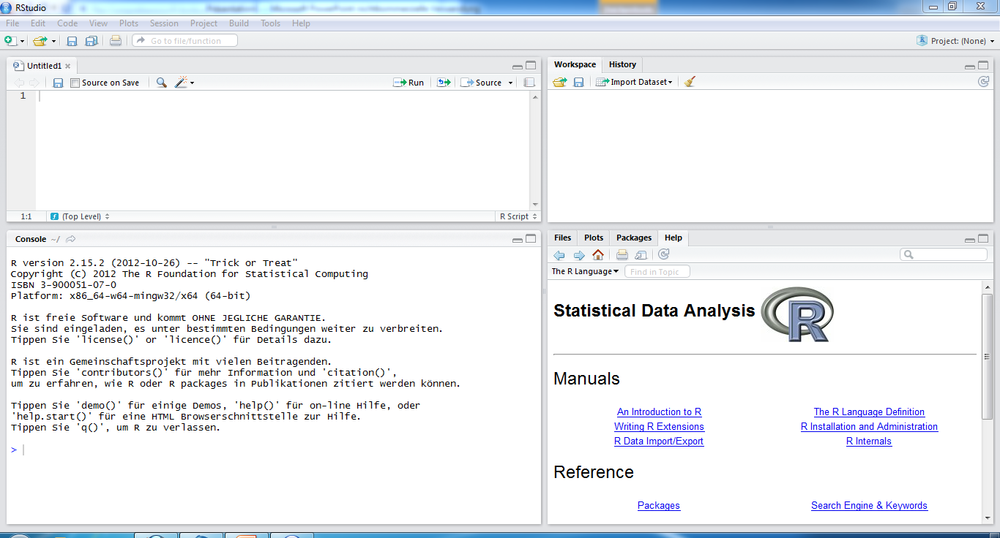 RStudio
File Edit Code View Plots Session Project Build Tools Help
Go to file/function
Project: (None)
Untitled1
Source on Save
Run
Source
1
1:1
(Top Level)
R Script
Console ~/
R version 2.15.2 (2012-10-26) -- "Trick or Treat"
Copyright (C) 2012 The R Foundation for Statistical Computing
ISBN 3-900051-07-0
Platform: x86_64-w64-mingw32/x64 (64-bit)
R ist freie Software und kommt OHNE JEGLICHE GARANTIE.
Sie sind eingeladen, es unter bestimmten Bedingungen weiter zu verbreiten.
Tippen Sie 'license()' or 'licence()' für Details dazu.
R ist ein Gemeinschaftsprojekt mit vielen Beitragenden.
Tippen Sie 'contributors()' für mehr Information und 'citation()',
um zu erfahren, wie R oder R packages in Publikationen zitiert werden können.
Tippen Sie 'demo()' für einige Demos, 'help()' für on-line Hilfe, oder
'help.start()' für eine HTML Browserschnittstelle zur Hilfe.
Tippen Sie 'q()', um R zu verlassen.
>
Workspace History
Import Dataset
Files Plots Packages Help
The R Language
Find in Topic
Statistical Data Analysis R
Manuals
An Introduction to R The R Language Definition
Writing R Extensions R Installation and Administration
R Data Import/Export R Internals
Reference
Packages Search Engine & Keywords